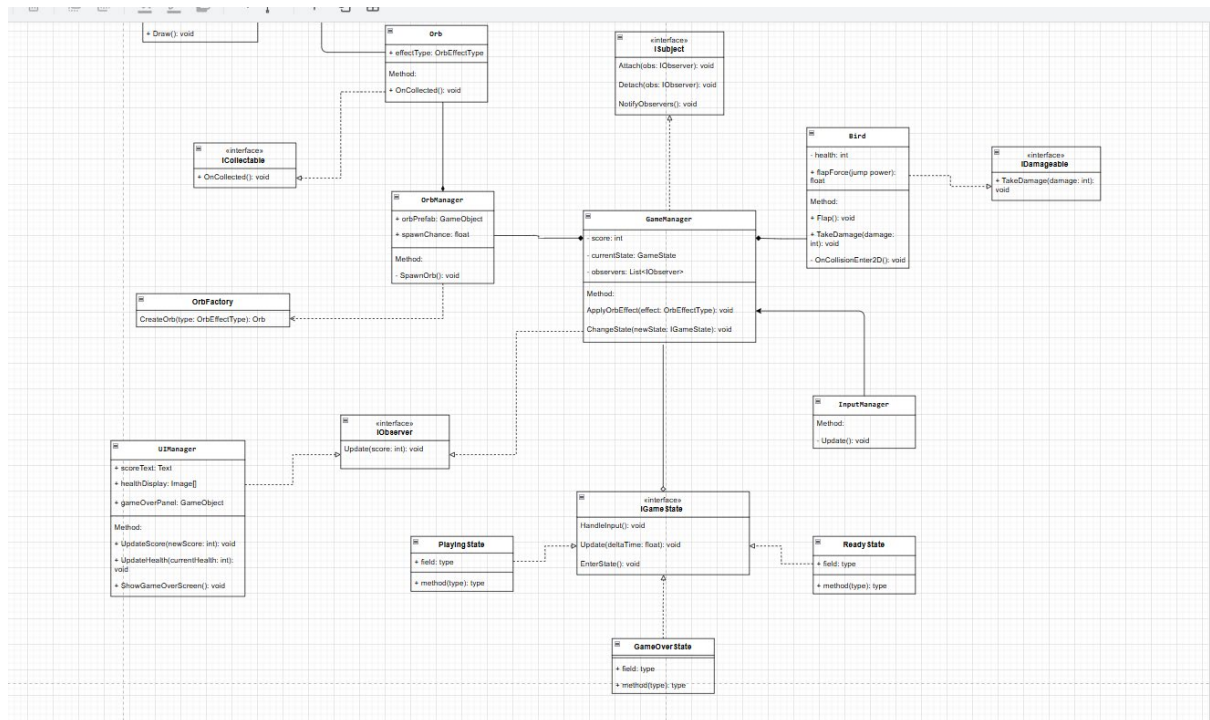 + Draw(): void
Orb
+ effectType: OrbEffectType
Method:
+ OnCollected(): void
«interface»
ISubject
Attach(obs: IObserver): void
Detach(obs: IObserver): void
NotifyObservers(): void
«interface»
ICollectable
+ OnCollected(): void
Bird
- health: int
+ flapForce(jump power):
float
Method:
+ Flap(): void
+ TakeDamage(damage:
int): void
- OnCollisionEnter2D(): void
«interface»
IDamageable
+ TakeDamage(damage: int):
void
OrbManager
+ orbPrefab: GameObject
+ spawnChance: float
Method:
- SpawnOrb(): void
GameManager
- score: int
- currentState: GameState
- observers: List<IObserver>
Method:
ApplyOrbEffect(effect: OrbEffectType): void
ChangeState(newState: IGameState): void
OrbFactory
CreateOrb(type: OrbEffectType): Orb
InputManager
Method:
- Update(): void
«interface»
IObserver
Update(score: int): void
UIManager
+ scoreText: Text
+ healthDisplay: Image[]
+ gameOverPanel: GameObject
Method:
+ UpdateScore(newScore: int): void
+ UpdateHealth(currentHealth: int):
void
+ ShowGameOverScreen(): void
«interface»
IGameState
HandleInput(): void
Update(deltaTime: float): void
EnterState(): void
PlayingState
+ field: type
+ method(type): type
ReadyState
+ field: type
+ method(type): type
GameOverState
+ field: type
+ method(type): type